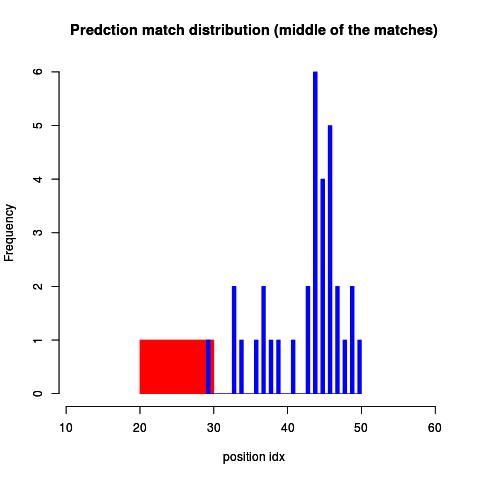 Predction match distribution (middle of the matches)
6
5
4
3
2
1
0
Frequency
10 20 30 40 50 60
position idx